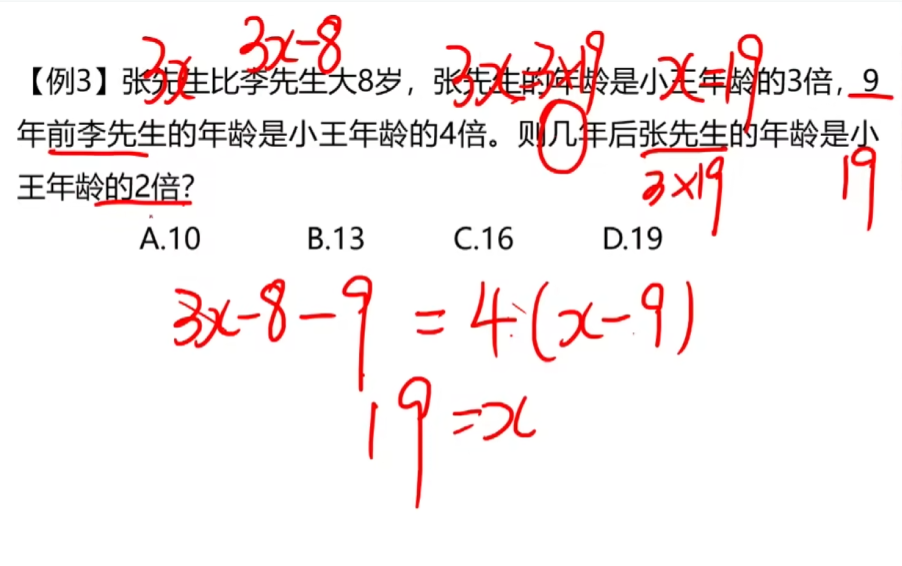 3x 3x-8 3x=3×19 x=19
【例3】张先生比李先生大8岁，张先生的年龄是小王年龄的3倍，9
年前李先生的年龄是小王年龄的4倍。则几年后张先生的年龄是小
王年龄的2倍?
3×19 19
A.10 B.13 C.16 D.19
3x-8-9=4·(x-9)
19=x